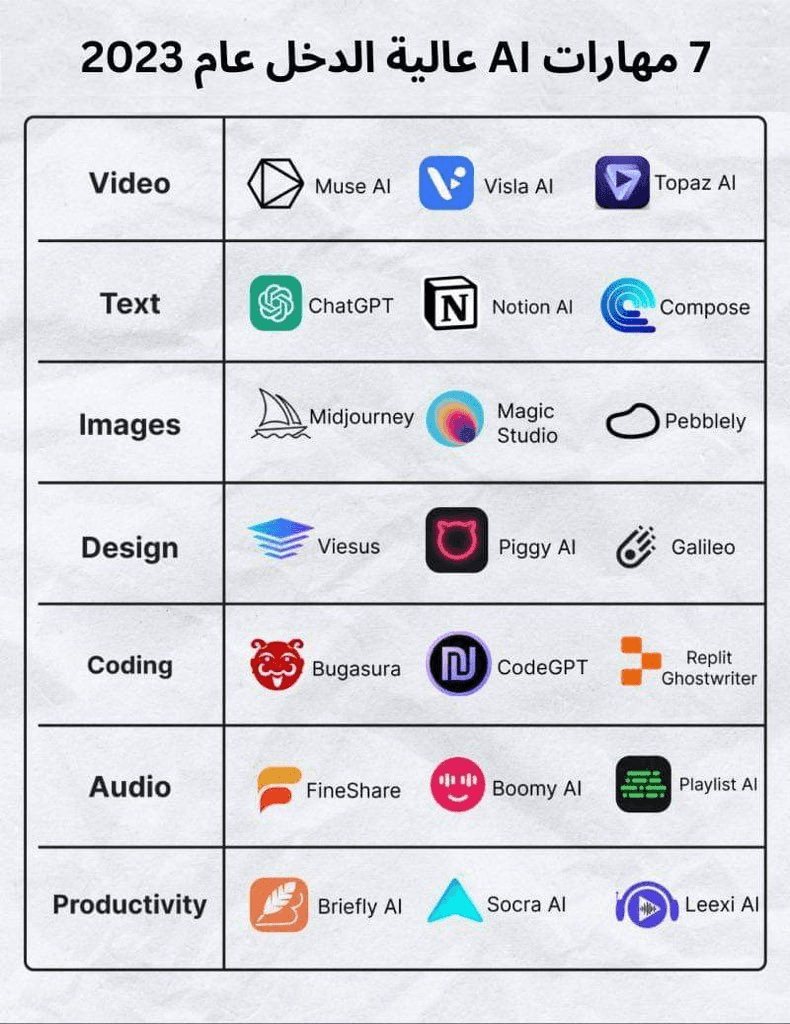 7 مهارات AI عالية الدخل عام 2023
Video
Muse AI
Visla AI
Topaz AI
Text
ChatGPT
N
Notion AI
Compose
Images
Midjourney
Magic
Studio
Pebblely
Design
Viesus
Piggy AI
Galileo
Coding
Bugasura
CodeGPT
Replit
Ghostwriter
Audio
FineShare
Boomy AI
Playlist AI
Productivity
Briefly AI
Socra AI
Leexi AI